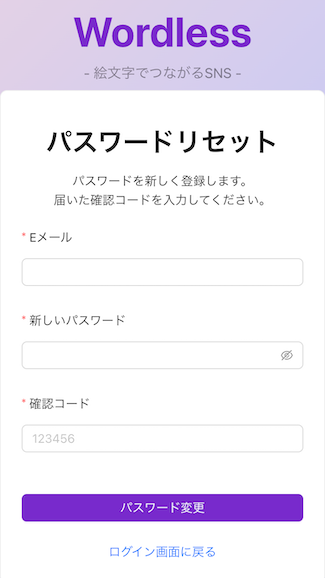 Wordless
- 絵文字でつながるSNS -
パスワードリセット
パスワードを新しく登録します。
届いた確認コードを入力してください。
* Eメール
* 新しいパスワード
* 確認コード
123456
パスワード変更
ログイン画面に戻る